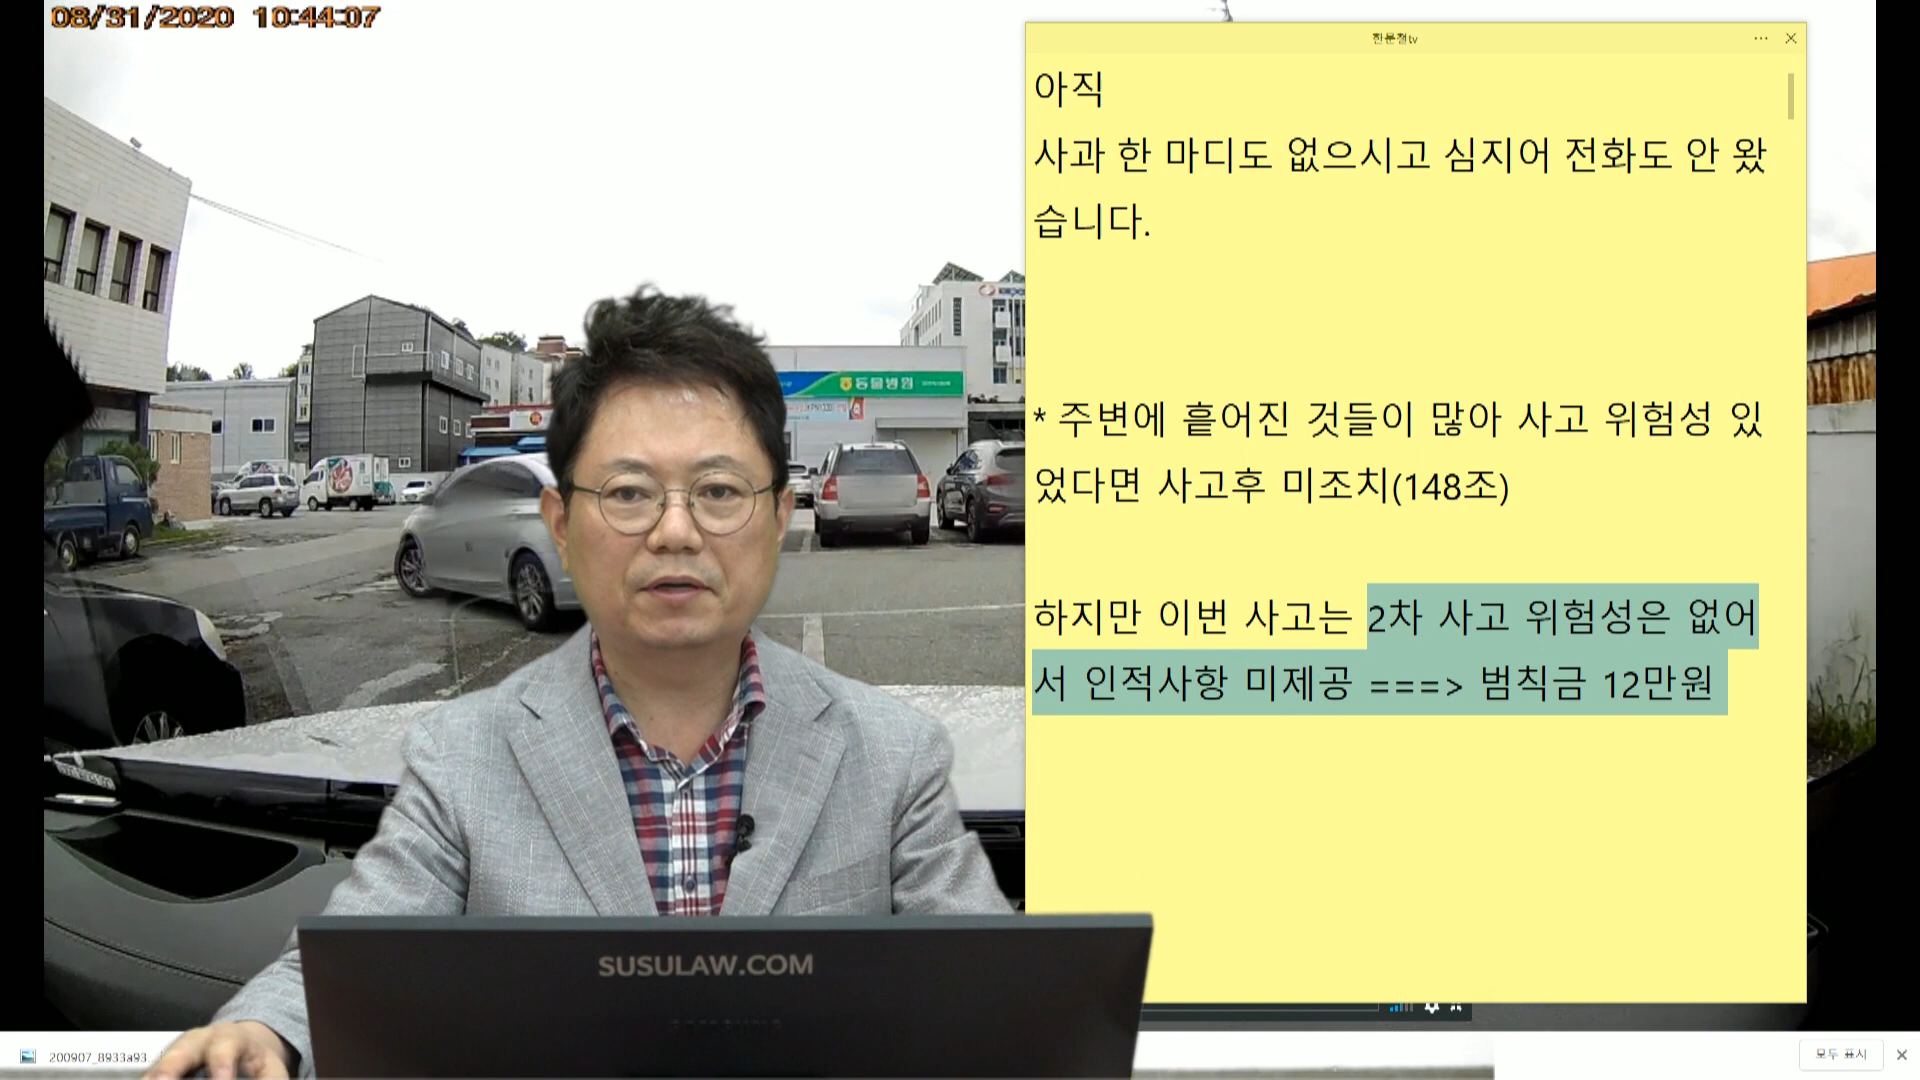 08/31/2020 10:44:07
한문철tv
아직
사과 한 마디도 없으시고 심지어 전화도 안 왔
습니다.
* 주변에 흩어진 것들이 많아 사고 위험성 있
었다면 사고후 미조치(148조)
하지만 이번 사고는 2차 사고 위험성은 없어
서 인적사항 미제공 ===> 범칙금 12만원
동물병원
SUSULAW.COM
200907_8933a93...
모두 표시